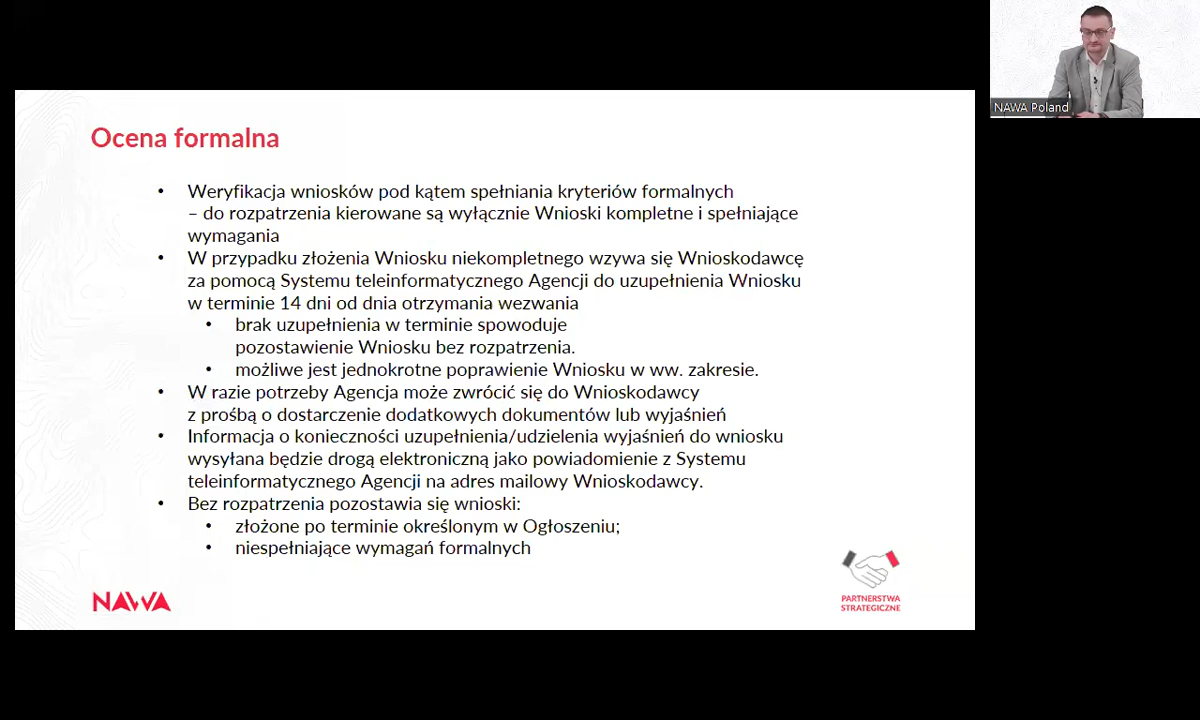 Ocena formalna
• Weryfikacja wniosków pod kątem spełniania kryteriów formalnych
– do rozpatrzenia kierowane są wyłącznie Wnioski kompletne i spełniające
wymagania
• W przypadku złożenia Wniosku niekompletnego wzywa się Wnioskodawcę
za pomocą Systemu teleinformatycznego Agencji do uzupełnienia Wniosku
w terminie 14 dni od dnia otrzymania wezwania
• brak uzupełnienia w terminie spowoduje
pozostawienie Wniosku bez rozpatrzenia.
• możliwe jest jednokrotne poprawienie Wniosku w ww. zakresie.
• W razie potrzeby Agencja może zwrócić się do Wnioskodawcy
z prośbą o dostarczenie dodatkowych dokumentów lub wyjaśnień
• Informacja o konieczności uzupełnienia/udzielenia wyjaśnień do wniosku
wysyłana będzie drogą elektroniczną jako powiadomienie z Systemu
teleinformatycznego Agencji na adres mailowy Wnioskodawcy.
• Bez rozpatrzenia pozostawia się wnioski:
• złożone po terminie określonym w Ogłoszeniu;
• niespełniające wymagań formalnych
NAWA
PARTNERSTWA
STRATEGICZNE
NAWA Poland